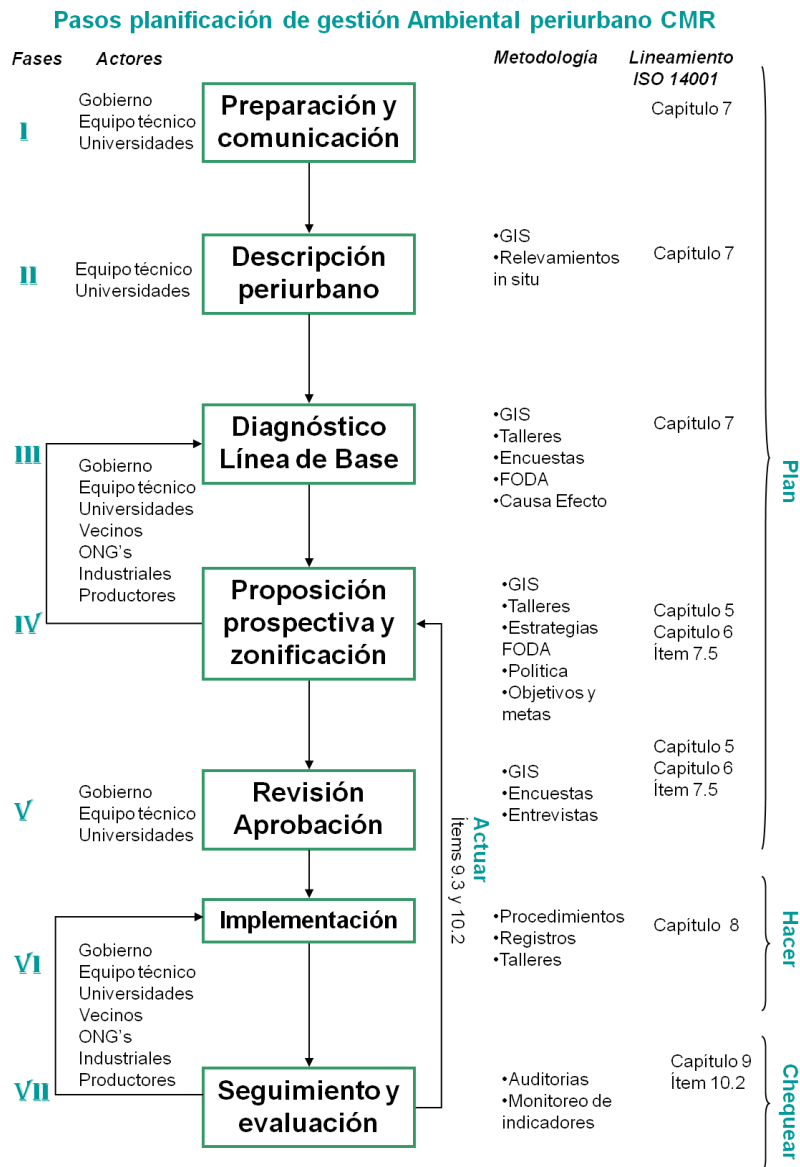 Pasos planificación de gestión Ambiental periurbano CMR
Fases
Actores
Metodología
Lineamiento
ISO 14001
I
Gobierno
Equipo técnico
Universidades
Preparación y
comunicación
Capitulo 7
II
Equipo técnico
Universidades
Descripción
periurbano
•GIS
•Relevamientos
in situ
Capitulo 7
III
Diagnóstico
Línea de Base
•GIS
•Talleres
•Encuestas
•FODA
•Causa Efecto
Capitulo 7
Gobierno
Equipo técnico
Universidades
Vecinos
ONG's
Industriales
Productores
IV
Proposición
prospectiva y
zonificación
•GIS
•Talleres
•Estrategias
FODA
•Politica
•Objetivos y
metas
Capitulo 5
Capitulo 6
Ítem 7.5
Plan
V
Gobierno
Equipo técnico
Universidades
Revisión
Aprobación
•GIS
•Encuestas
•Entrevistas
Capitulo 5
Capitulo 6
Ítem 7.5
Actuar
Ítems 9.3 y 10.2
Implementación
•Procedimientos
•Registros
•Talleres
Capitulo 8
Hacer
VI
Gobierno
Equipo técnico
Universidades
Vecinos
ONG's
Industriales
Productores
VII
Seguimiento y
evaluación
•Auditorias
•Monitoreo de
indicadores
Capítulo 9
Ítem 10.2
Chequear